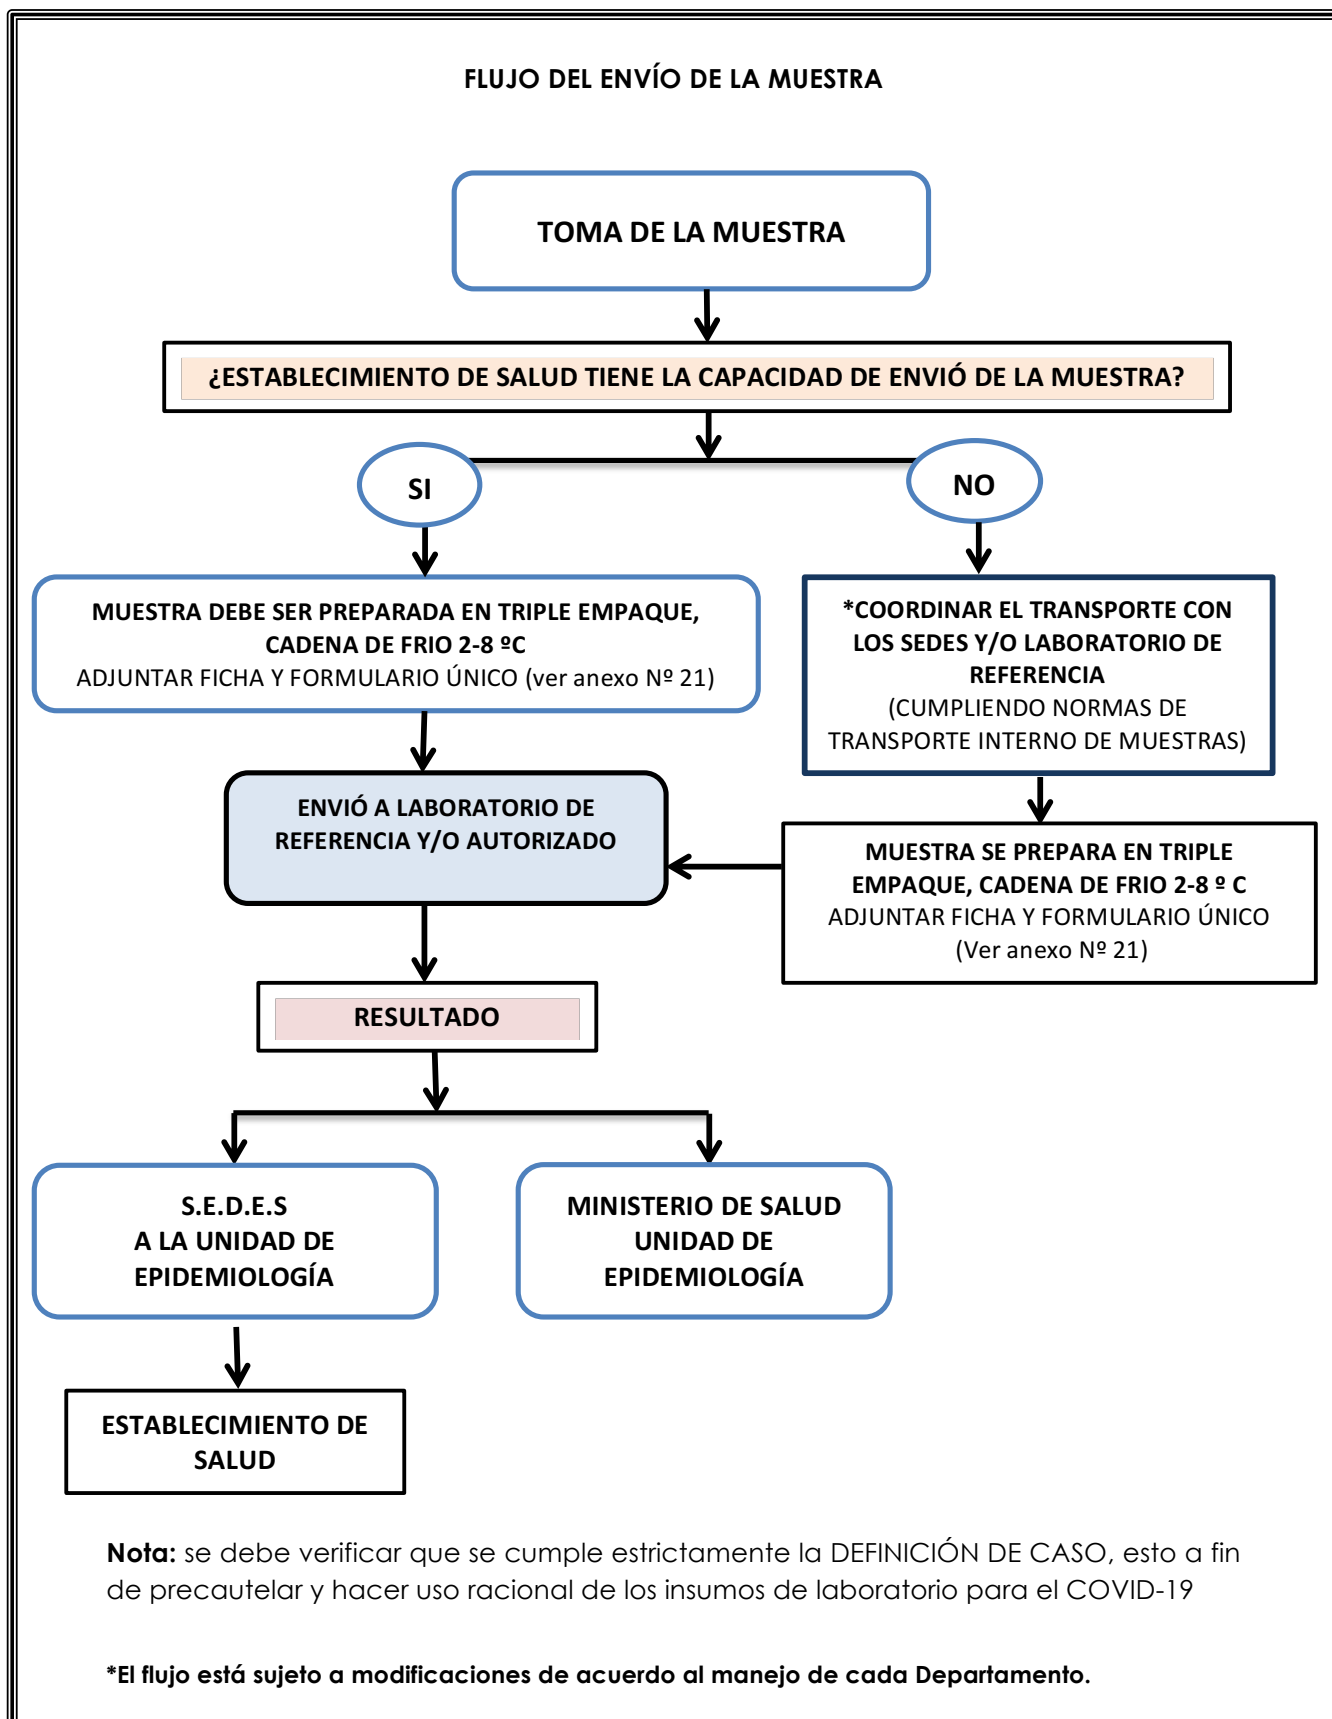 FLUJO DEL ENVÍO DE LA MUESTRA
TOMA DE LA MUESTRA
¿ESTABLECIMIENTO DE SALUD TIENE LA CAPACIDAD DE ENVIÓ DE LA MUESTRA?
SI
NO
MUESTRA DEBE SER PREPARADA EN TRIPLE EMPAQUE,
CADENA DE FRIO 2-8 ºC
ADJUNTAR FICHA Y FORMULARIO ÚNICO (ver anexo Nº 21)
*COORDINAR EL TRANSPORTE CON
LOS SEDES Y/O LABORATORIO DE
REFERENCIA
(CUMPLIENDO NORMAS DE
TRANSPORTE INTERNO DE MUESTRAS)
ENVIÓ A LABORATORIO DE
REFERENCIA Y/O AUTORIZADO
MUESTRA SE PREPARA EN TRIPLE
EMPAQUE, CADENA DE FRIO 2-8 º C
ADJUNTAR FICHA Y FORMULARIO ÚNICO
(Ver anexo Nº 21)
RESULTADO
S.E.D.E.S
A LA UNIDAD DE
EPIDEMIOLOGÍA
MINISTERIO DE SALUD
UNIDAD DE
EPIDEMIOLOGÍA
ESTABLECIMIENTO DE
SALUD
Nota: se debe verificar que se cumple estrictamente la DEFINICIÓN DE CASO, esto a fin
de precautelar y hacer uso racional de los insumos de laboratorio para el COVID-19
*El flujo está sujeto a modificaciones de acuerdo al manejo de cada Departamento.